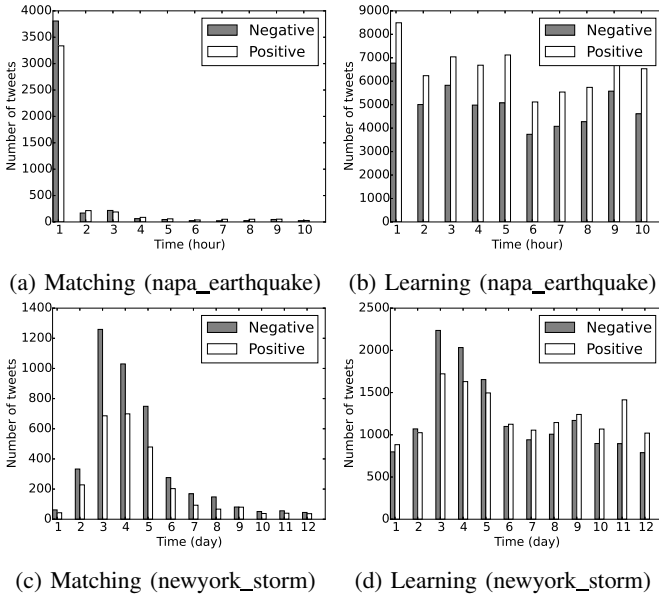 4000
3500
3000
2500
2000
1500
1000
500
0
Number of tweets
Negative
Positive
1 2 3 4 5 6 7 8 9 10
Time (hour)
(a) Matching (napa_earthquake)
9000
8000
7000
6000
5000
4000
3000
2000
1000
0
Number of tweets
Negative
Positive
1 2 3 4 5 6 7 8 9 10
Time (hour)
(b) Learning (napa_earthquake)
1400
1200
1000
800
600
400
200
0
Number of tweets
Negative
Positive
1 2 3 4 5 6 7 8 9 10 11 12
Time (day)
(c) Matching (newyork_storm)
2500
2000
1500
1000
500
0
Number of tweets
Negative
Positive
1 2 3 4 5 6 7 8 9 10 11 12
Time (day)
(d) Learning (newyork_storm)